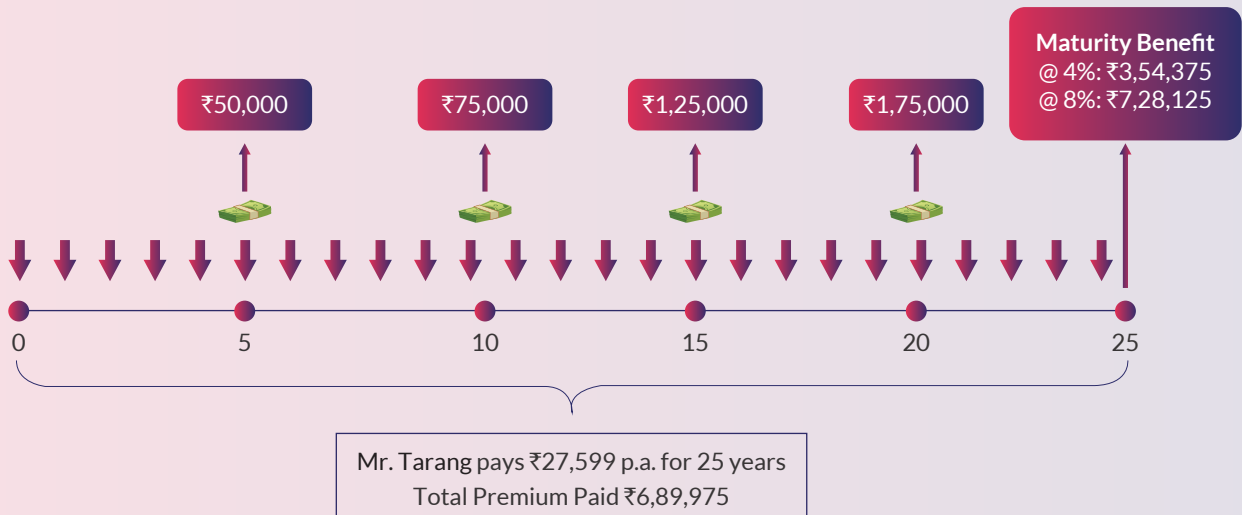 Maturity Benefit
@ 4%: ₹3,54,375
@ 8%: ₹7,28,125
₹50,000
₹75,000
₹1,25,000
₹1,75,000
0
5
10
15
20
25
Mr. Tarang pays ₹27,599 p.a. for 25 years
Total Premium Paid ₹6,89,975